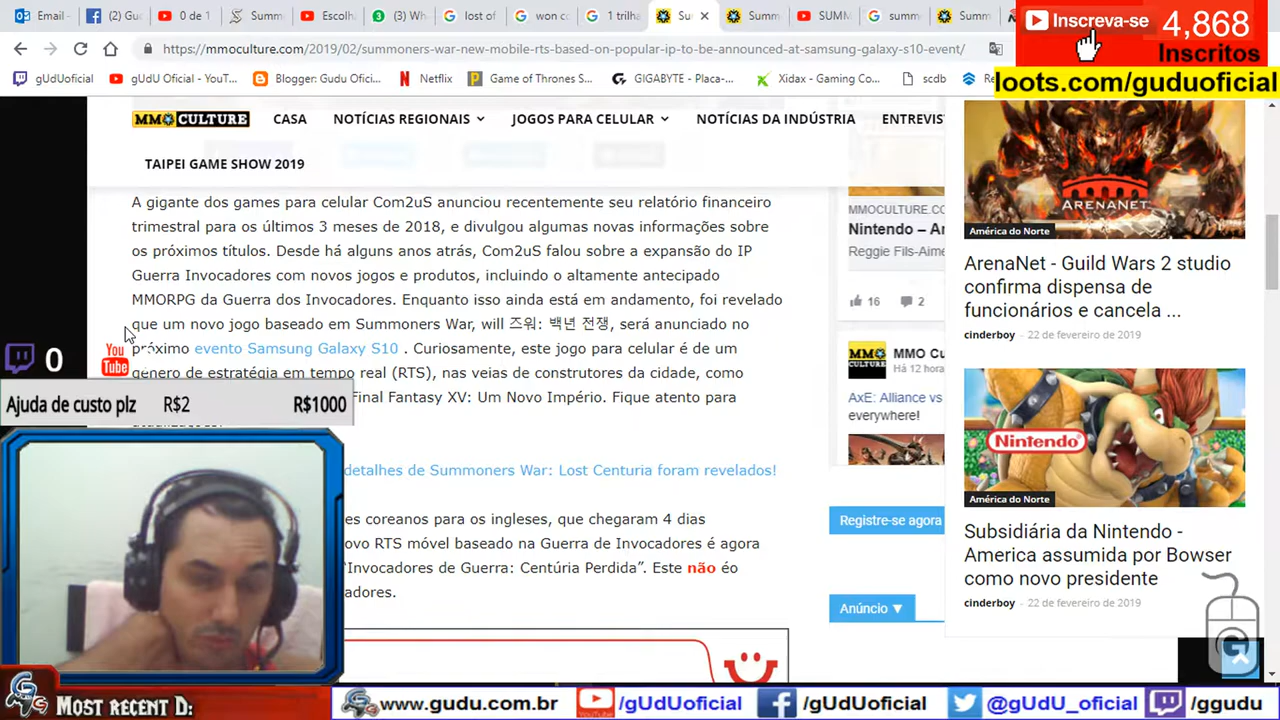 Email
(2) Gu
0 de 1
Summ
Escolh
(3) Wh
lost of
won co
1 trilha
Su
Summ
SUMM
summ
Summ
https://mmoculture.com/2019/02/summoners-war-new-mobile-rts-based-on-popular-ip-to-be-announced-at-samsung-galaxy-s10-event/
gUdUoficial
gUdU Oficial - YouT...
Blogger: Gudu Ofici...
Netflix
Game of Thrones S...
GIGABYTE - Placa-...
Xidax - Gaming Co...
scdb
Re
Inscreva-se
4,868
Inscritos
loots.com/guduoficial
MMO CULTURE
CASA
NOTÍCIAS REGIONAIS
JOGOS PARA CELULAR
NOTÍCIAS DA INDÚSTRIA
ENTREVIS
TAIPEI GAME SHOW 2019
A gigante dos games para celular Com2uS anunciou recentemente seu relatório financeiro
trimestral para os últimos 3 meses de 2018, e divulgou algumas novas informações sobre
os próximos títulos. Desde há alguns anos atrás, Com2uS falou sobre a expansão do IP
Guerra Invocadores com novos jogos e produtos, incluindo o altamente antecipado
MMORPG da Guerra dos Invocadores. Enquanto isso ainda está em andamento, foi revelado
que um novo jogo baseado em Summoners War, will 즈워: 백년 전쟁, será anunciado no
próximo evento Samsung Galaxy S10 . Curiosamente, este jogo para celular é de um
gênero de estratégia em tempo real (RTS), nas veias de construtores da cidade, como
Final Fantasy XV: Um Novo Império. Fique atento para
detalhes de Summoners War: Lost Centuria foram revelados!
es coreanos para os ingleses, que chegaram 4 dias
ovo RTS móvel baseado na Guerra de Invocadores é agora
"Invocadores de Guerra: Centúria Perdida". Este não éo
adores.
0
You
Tube
Ajuda de custo plz
R$2
R$1000
MMOCULTURE.CO
Nintendo – Ar
Reggie Fils-Aime
16
2
MMO CULTURE
MMO Cu
Há 12 horas
AxE: Alliance vs
everywhere!
Registre-se agora
Anúncio ▼
ARENANET
América do Norte
ArenaNet - Guild Wars 2 studio
confirma dispensa de
funcionários e cancela ...
cinderboy - 22 de fevereiro de 2019
Nintendo
América do Norte
Subsidiária da Nintendo -
America assumida por Bowser
como novo presidente
cinderboy - 22 de fevereiro de 2019
MOST RECENT D:
www.gudu.com.br
YouTube
/gUdUoficial
/gUdUoficial
@gUdU_oficial
/ggudu